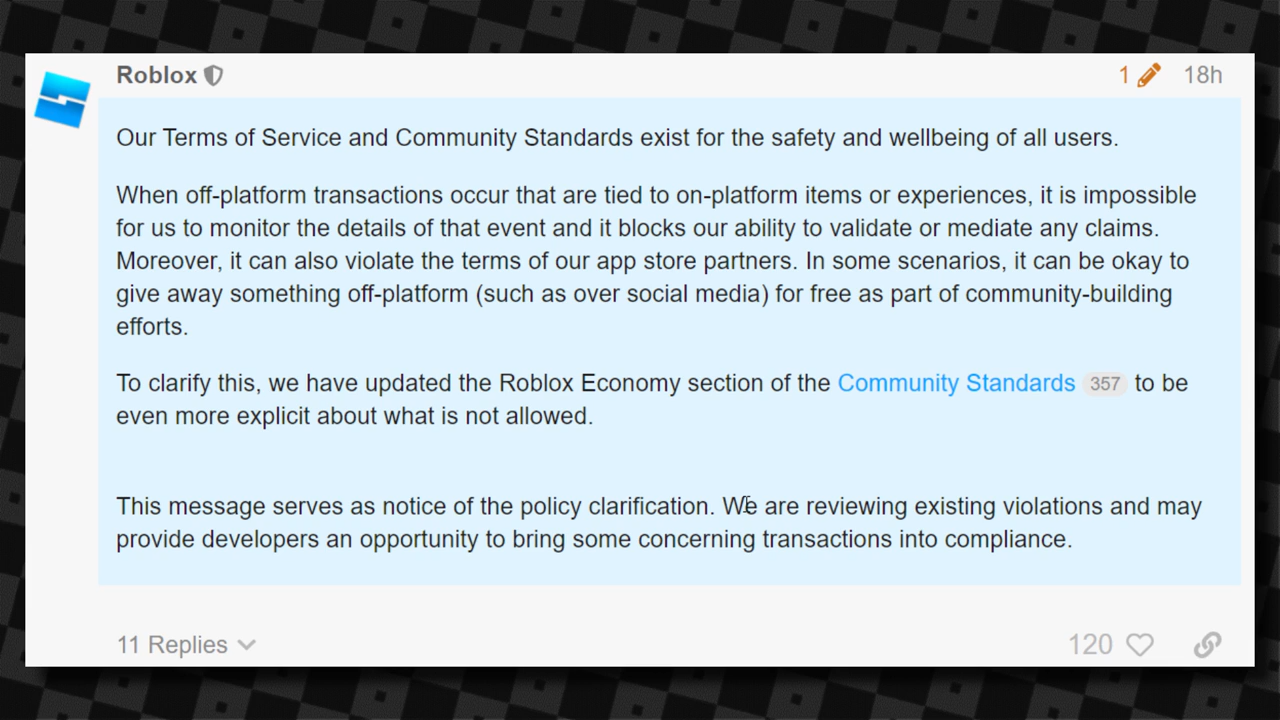 Roblox
1
18h
Our Terms of Service and Community Standards exist for the safety and wellbeing of all users.
When off-platform transactions occur that are tied to on-platform items or experiences, it is impossible
for us to monitor the details of that event and it blocks our ability to validate or mediate any claims.
Moreover, it can also violate the terms of our app store partners. In some scenarios, it can be okay to
give away something off-platform (such as over social media) for free as part of community-building
efforts.
To clarify this, we have updated the Roblox Economy section of the Community Standards 357 to be
even more explicit about what is not allowed.
This message serves as notice of the policy clarification. We are reviewing existing violations and may
provide developers an opportunity to bring some concerning transactions into compliance.
11 Replies
120